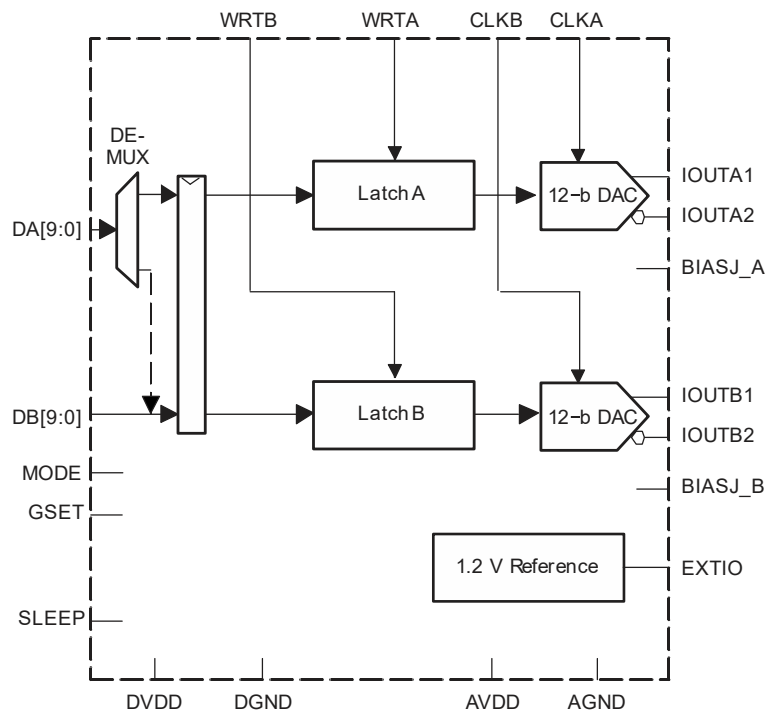 WRTB WRTA CLKB CLKA
DE-
MUX
Latch A
12-b DAC
IOUTA1
IOUTA2
DA[9:0]
BIASJ_A
Latch B
12-b DAC
IOUTB1
IOUTB2
DB[9:0]
MODE
BIASJ_B
GSET
1.2 V Reference
EXTIO
SLEEP
DVDD DGND AVDD AGND